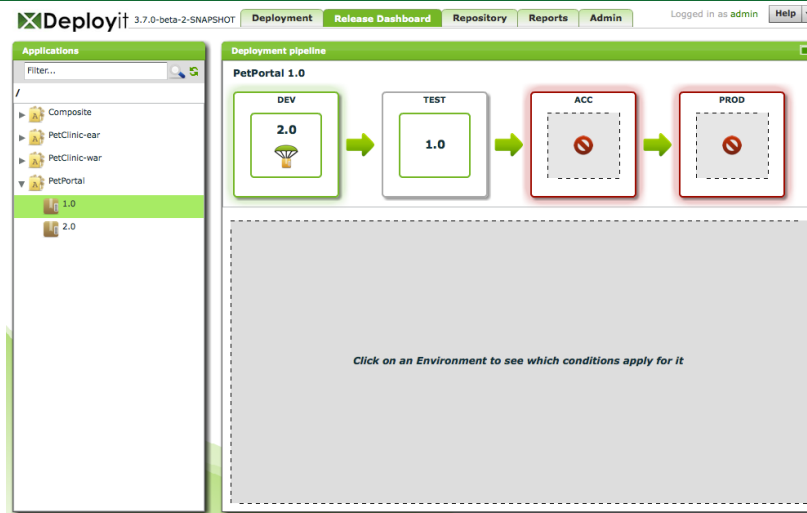 Deployit 3.7.0-beta-2-SNAPSHOT Deployment Release Dashboard Repository Reports Admin Logged in as admin Help
Applications
Filter...
/
Composite
PetClinic-ear
PetClinic-war
PetPortal
1.0
2.0
Deployment pipeline
PetPortal 1.0
DEV TEST ACC PROD
2.0 1.0
Click on an Environment to see which conditions apply for it